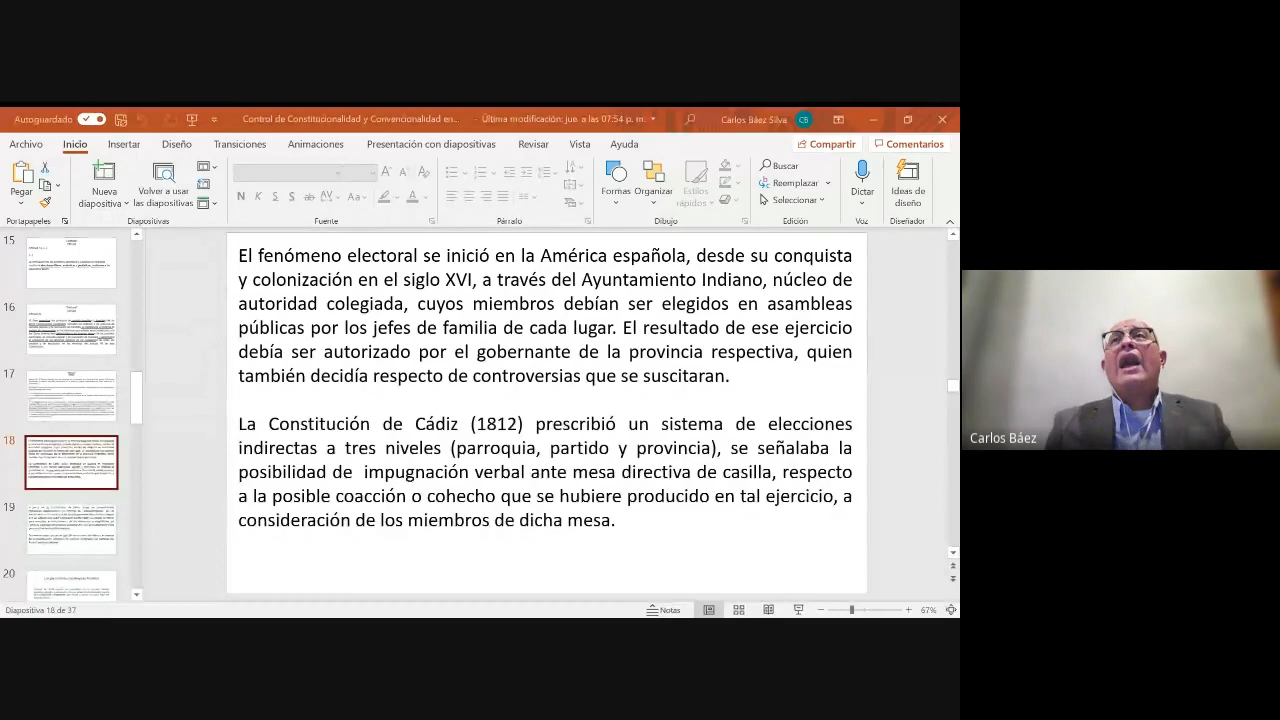 Autoguardado
Control de Constitucionalidad y Convencionalidad en... - Última modificación: jue. a las 07:54 p. m.
Carlos Báez Silva CB
Archivo Inicio Insertar Diseño Transiciones Animaciones Presentación con diapositivas Revisar Vista Ayuda Compartir Comentarios
Pegar
Nueva diapositiva
Volver a usar las diapositivas
N K S ab AV Aa A A
Formas Organizar Estilos rápidos
Buscar
Reemplazar
Seleccionar
Dictar
Ideas de diseño
Portapapeles Diapositivas Fuente Párrafo Dibujo Edición Voz Diseñador
15
16
17
18
19
20
El fenómeno electoral se inició en la América española, desde su conquista
y colonización en el siglo XVI, a través del Ayuntamiento Indiano, núcleo de
autoridad colegiada, cuyos miembros debían ser elegidos en asambleas
públicas por los jefes de familia de cada lugar. El resultado de ese ejercicio
debía ser autorizado por el gobernante de la provincia respectiva, quien
también decidía respecto de controversias que se suscitaran.
La Constitución de Cádiz (1812) prescribió un sistema de elecciones
indirectas a tres niveles (parroquia, partido y provincia), se señalaba la
posibilidad de impugnación verbal ante mesa directiva de casilla, respecto
a la posible coacción o cohecho que se hubiere producido en tal ejercicio, a
consideración de los miembros de dicha mesa.
Carlos Báez
Diapositiva 18 de 37
Notas
67%